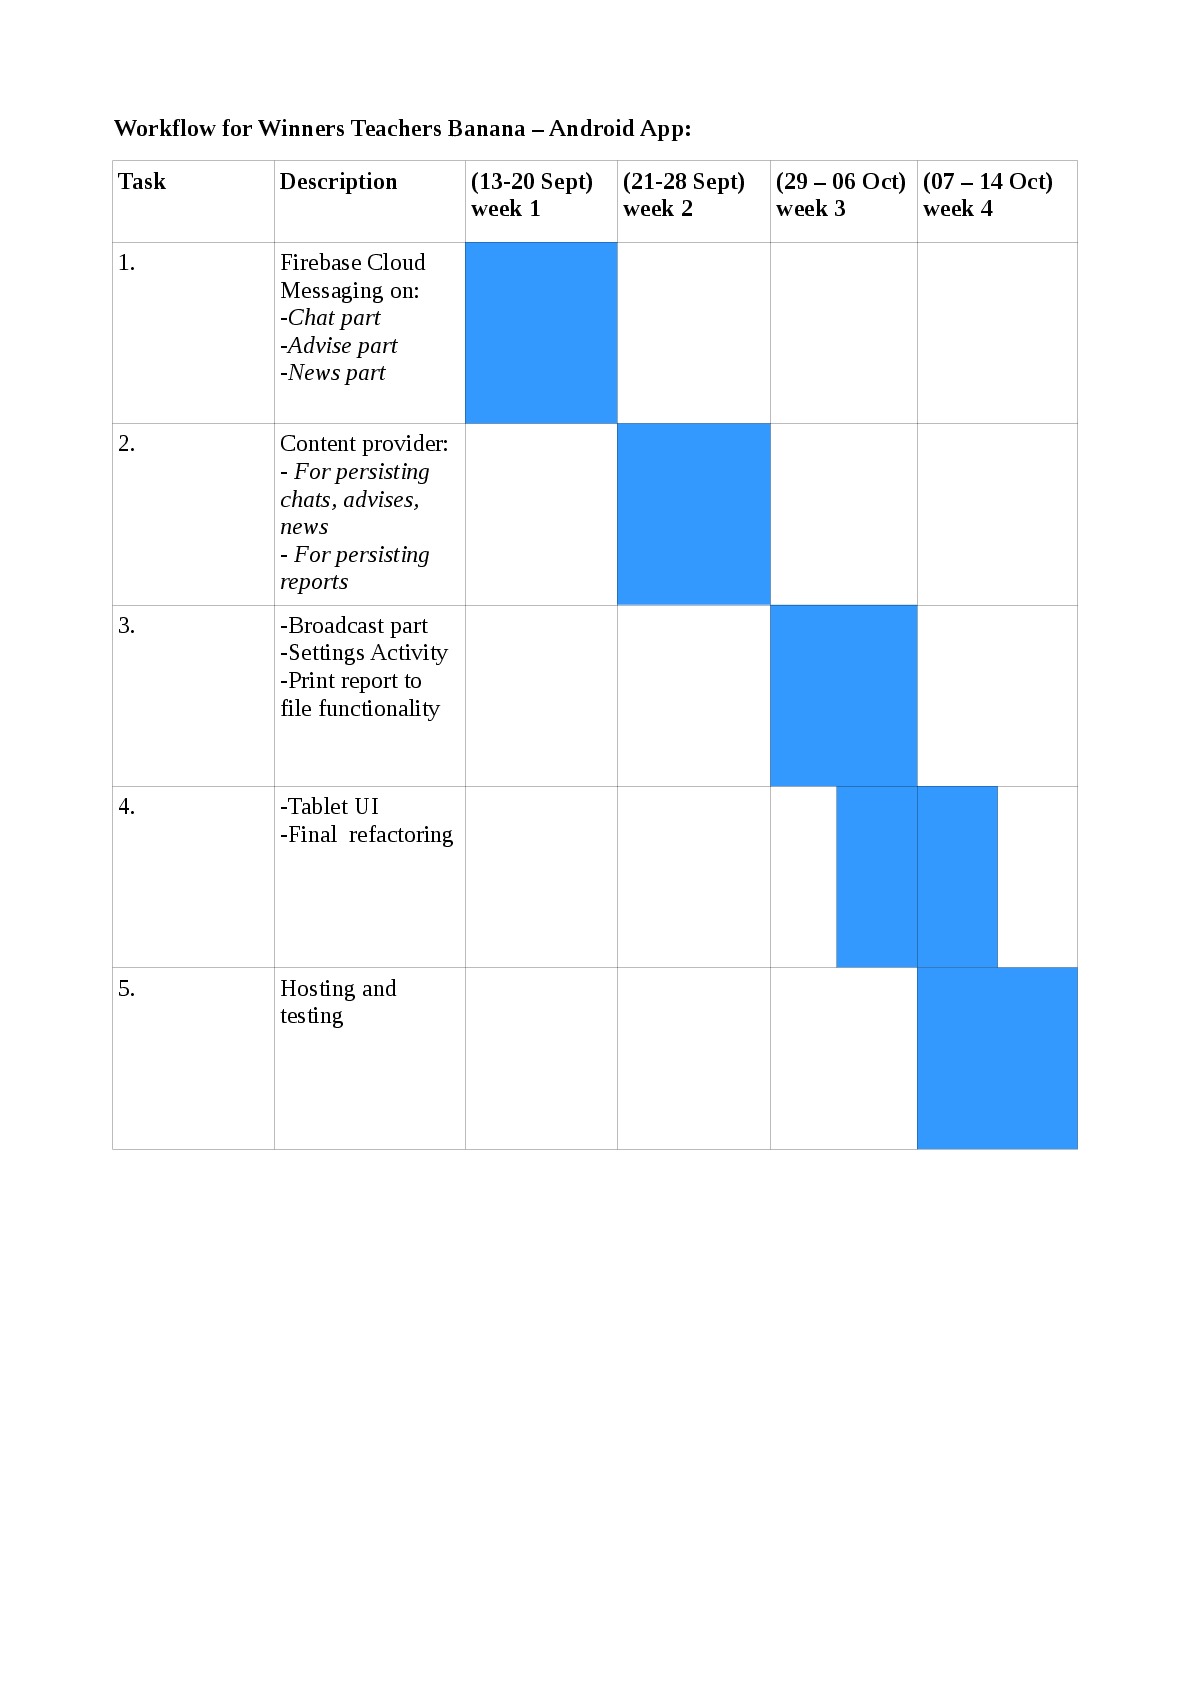 Workflow for Winners Teachers Banana – Android App:
Task
Description
(13-20 Sept)
week 1
(21-28 Sept)
week 2
(29 – 06 Oct)
week 3
(07 – 14 Oct)
week 4
1.
Firebase Cloud
Messaging on:
-Chat part
-Advise part
-News part
2.
Content provider:
- For persisting
chats, advises,
news
- For persisting
reports
3.
-Broadcast part
-Settings Activity
-Print report to
file functionality
4.
-Tablet UI
-Final  refactoring
5.
Hosting and
testing